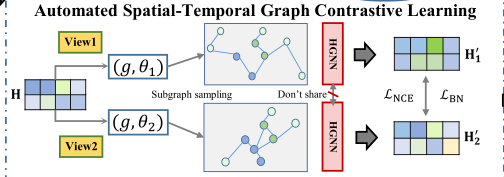 Automated Spatial-Temporal Graph Contrastive Learning
View1
(g, θ₁)
HGNN
H′₁
H
Subgraph sampling
Don't share
ℒNCE
ℒBN
View2
(g, θ₂)
HGNN
H′₂